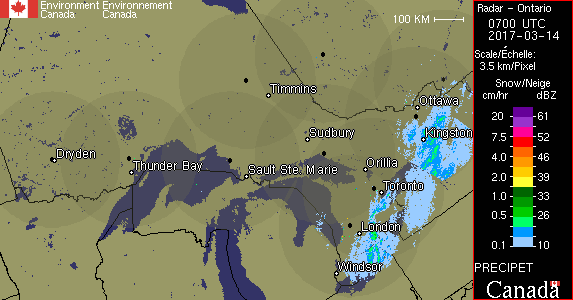 Environment Environnement
Canada Canada
100 KM
Timmins
Ottawa
Sudbury
Kingston
Dryden
Thunder Bay
Sault Ste. Marie
Orillia
Toronto
London
Windsor
Radar - Ontario
0700 UTC
2017-03-14
Scale/Échelle:
3.5 km/Pixel
Snow/Neige
cm/hr dBZ
20 61
7.5 52
4.0 46
2.0 39
1.0 33
0.5 26
0.1 10
PRECIPET
Canada